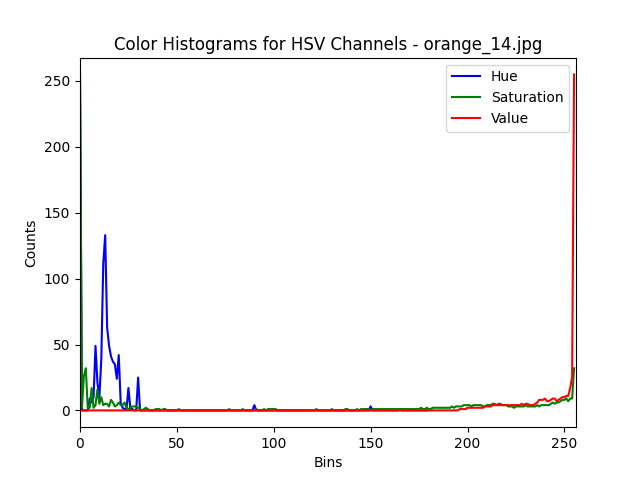 Color Histograms for HSV Channels - orange_14.jpg
Hue
Saturation
Value
Counts
250
200
150
100
50
0
0 50 100 150 200 250
Bins